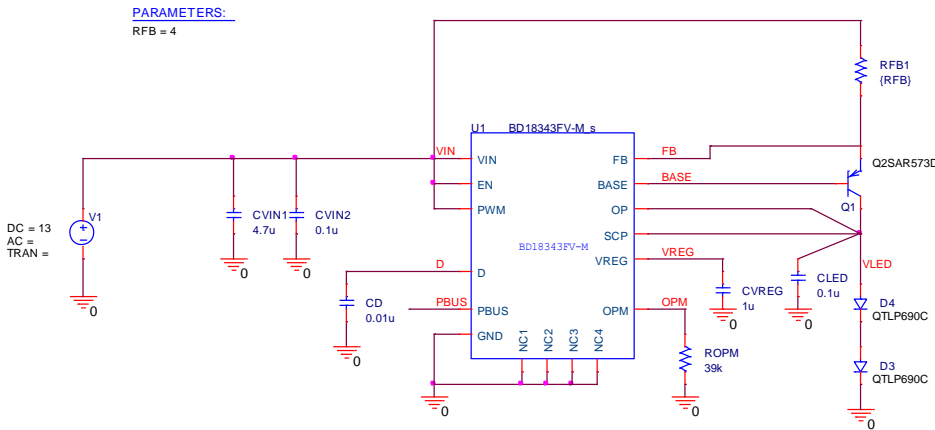 PARAMETERS:
RFB = 4
RFB1
{RFB}
U1 BD18343FV-M_s
VIN
VIN
FB
FB
Q2SAR573D
EN
BASE
BASE
Q1
PWM
OP
SCP
BD18343FV-M
VREG
VREG
DC = 13
AC =
TRAN =
V1
CVIN1
4.7u
CVIN2
0.1u
D
D
CD
0.01u
PBUS
PBUS
GND
NC1
NC2
NC3
NC4
OPM
OPM
CVREG
1u
CLED
0.1u
VLED
D4
QTLP690C
ROPM
39k
D3
QTLP690C
0
0
0
0
0
0
0
0
0